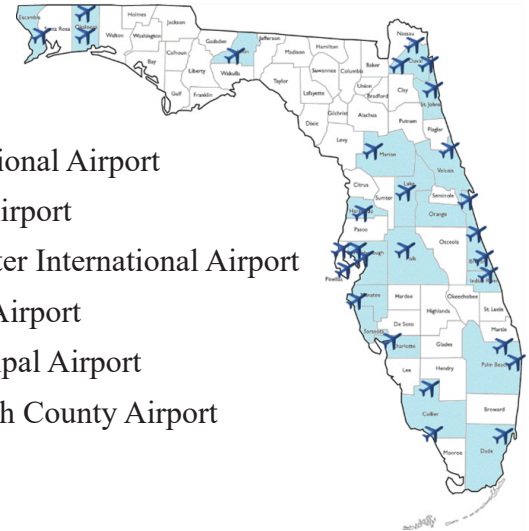 Escambia
Santa Rosa
Okaloosa
Walton
Holmes
Jackson
Washington
Bay
Calhoun
Gadsden
Liberty
Gulf
Franklin
Wakulla
Jefferson
Madison
Taylor
Hamilton
Suwannee
Columbia
Lafayette
Dixie
Gilchrist
Baker
Union
Bradford
Nassau
Duval
Clay
St. Johns
Alachua
Putnam
Flagler
Levy
Marion
Volusia
Citrus
Sumter
Lake
Seminole
Orange
Pasco
Osceola
Polk
Pinellas
Manatee
Hardee
Okeechobee
Highlands
St. Lucie
De Soto
Sarasota
Martin
Charlotte
Glades
Lee
Hendry
Palm Beach
Collier
Broward
Monroe
Dade
ional Airport
irport
ter International Airport
Airport
pal Airport
h County Airport